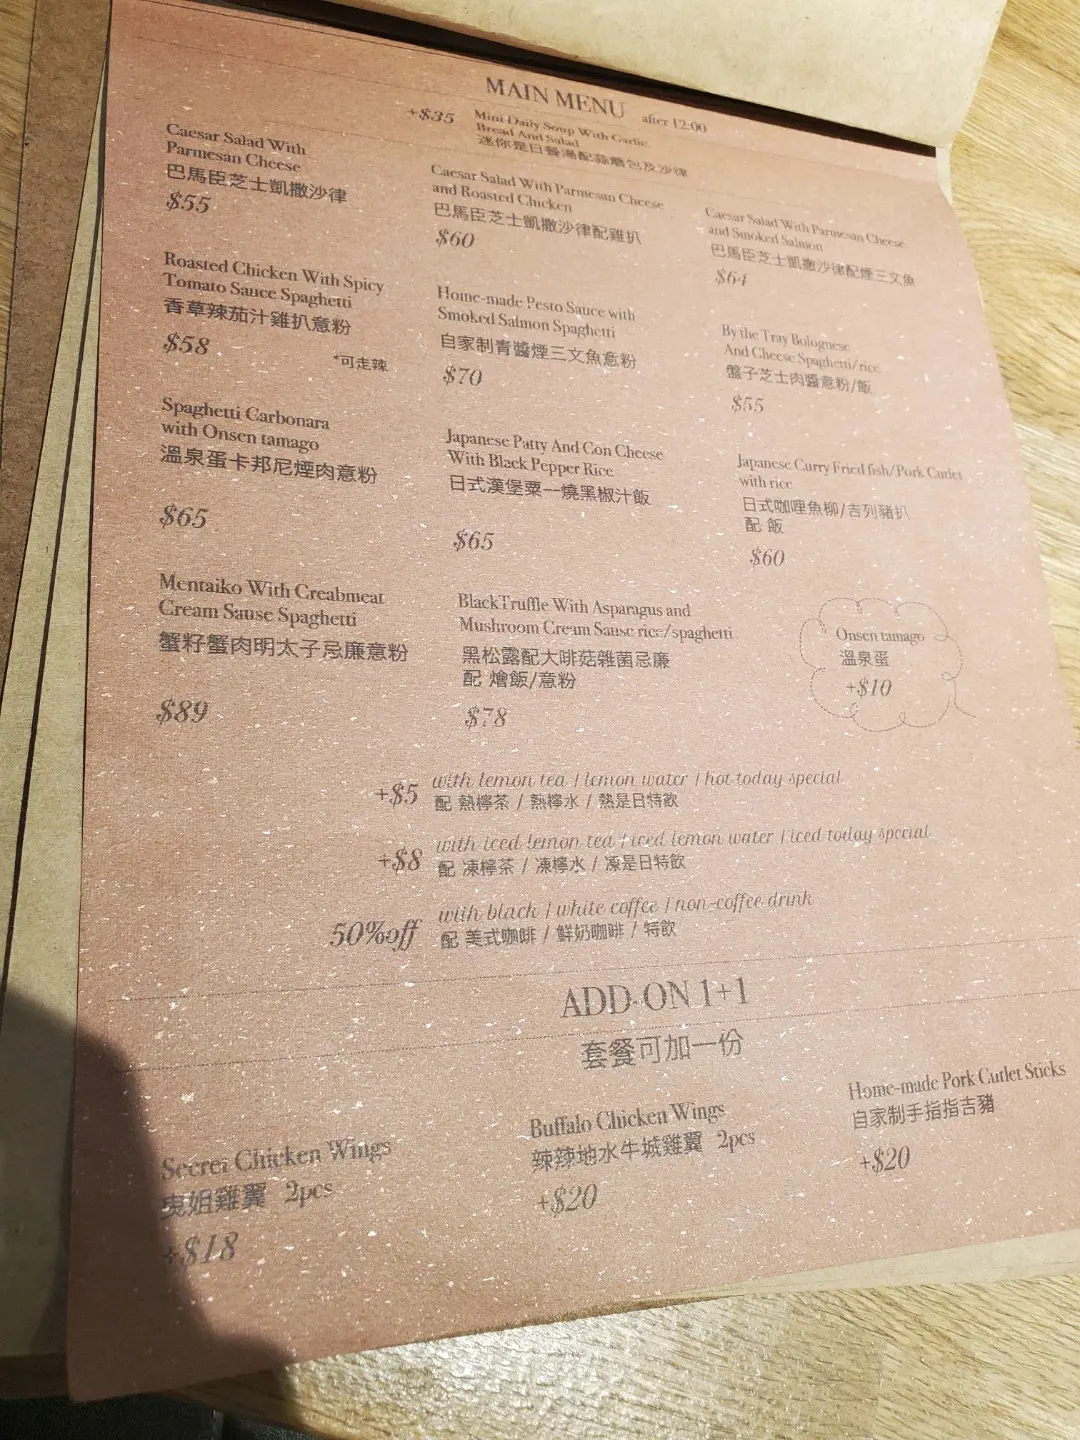 MAIN MENU after 12:00
+$35 Mini Daily Soup With Garlic
Bread And Salad
迷你是日餐湯配蒜蓉包及沙律
Caesar Salad With
Parmesan Cheese
巴馬臣芝士凱撒沙律
$55
Caesar Salad With Parmesan Cheese
and Roasted Chicken
巴馬臣芝士凱撒沙律配雞扒
$60
Caesar Salad With Parmesan Cheese
and Smoked Salmon
巴馬臣芝士凱撒沙律配煙三文魚
$64
Roasted Chicken With Spicy
Tomato Sauce Spaghetti
香草辣茄汁雞扒意粉
$58
*可走辣
Home-made Pesto Sauce with
Smoked Salmon Spaghetti
自家制青醬煙三文魚意粉
$70
By the Tray Bolognese
And Cheese Spaghetti/rice
盤子芝士肉醬意粉/飯
$55
Spaghetti Carbonara
with Onsen tamago
溫泉蛋卡邦尼煙肉意粉
$65
Japanese Patty And Con Cheese
With Black Pepper Rice
日式漢堡粟一燒黑椒汁飯
$65
Japanese Curry Fried fish/Pork Cutlet
with rice
日式咖哩魚柳/吉列豬扒
配 飯
$60
Mentaiko With Creabmeat
Cream Sause Spaghetti
蟹籽蟹肉明太子忌廉意粉
$89
BlackTruffle With Asparagus and
Mushroom Cream Sause rice/spaghetti
黑松露配大啡菇雜菌忌廉
配 燴飯/意粉
$78
Onsen tamago
溫泉蛋
+$10
+$5 with lemon tea / lemon water / hot today special
配 熱檸茶 / 熱檸水 / 熱是日特飲
+$8 with iced lemon tea / iced lemon water / iced today special
配 凍檸茶 / 凍檸水 / 凍是日特飲
50%off with black / white coffee / non-coffee drink
配 美式咖啡 / 鮮奶咖啡 / 特飲
ADD-ON 1+1
套餐可加一份
Secret Chicken Wings
曳姐雞翼 2pcs
+$18
Buffalo Chicken Wings
辣辣地水牛城雞翼 2pcs
+$20
Home-made Pork Cutlet Sticks
自家制手指指吉豬
+$20